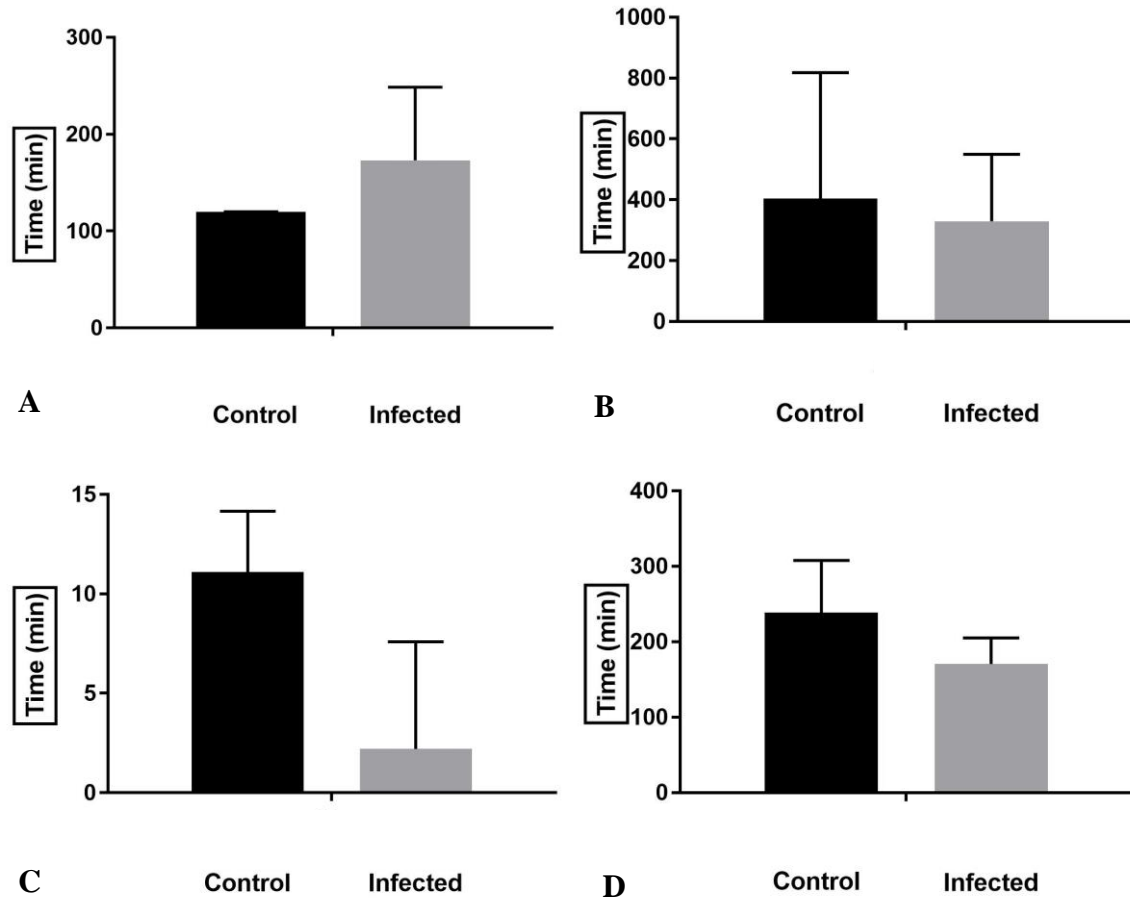 300
200
100
0
Time (min)
Control Infected
A
1000
800
600
400
200
0
Time (min)
Control Infected
B
15
10
5
0
Time (min)
Control Infected
C
400
300
200
100
0
Time (min)
Control Infected
D